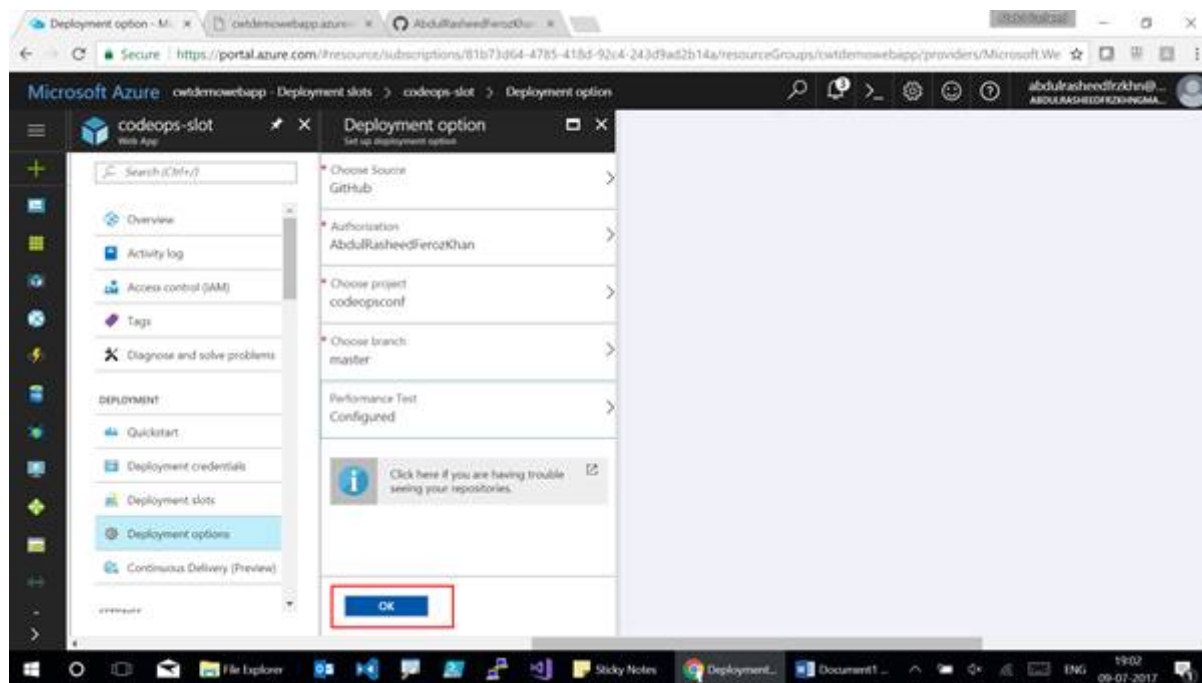 Deployment option - Mi
cwtdemowebapp.azure
AbdulRasheedFerozKhan
Secure
https://portal.azure.com/#resource/subscriptions/81b73d64-4785-418d-92c4-243d9ad2b14a/resourceGroups/cwtdemowebapp/providers/Microsoft.We
Microsoft Azure
cwtdemowebapp - Deployment slots > codeops-slot > Deployment option
3
abdulrasheedfrzkhn@...
codeops-slot
Web App
Deployment option
Set up deployment option
Search (Ctrl+/)
Overview
Activity log
Access control (IAM)
Tags
Diagnose and solve problems
DEPLOYMENT
Quickstart
Deployment credentials
Deployment slots
Deployment options
Continuous Delivery (Preview)
* Choose Source
GitHub
* Authorization
AbdulRasheedFerozKhan
* Choose project
codeopsconf
* Choose branch
master
Performance Test
Configured
Click here if you are having trouble
seeing your repositories.
OK
File Explorer
Sticky Notes
Deployment...
Document1 ...
ENG
19:02
09-07-2017